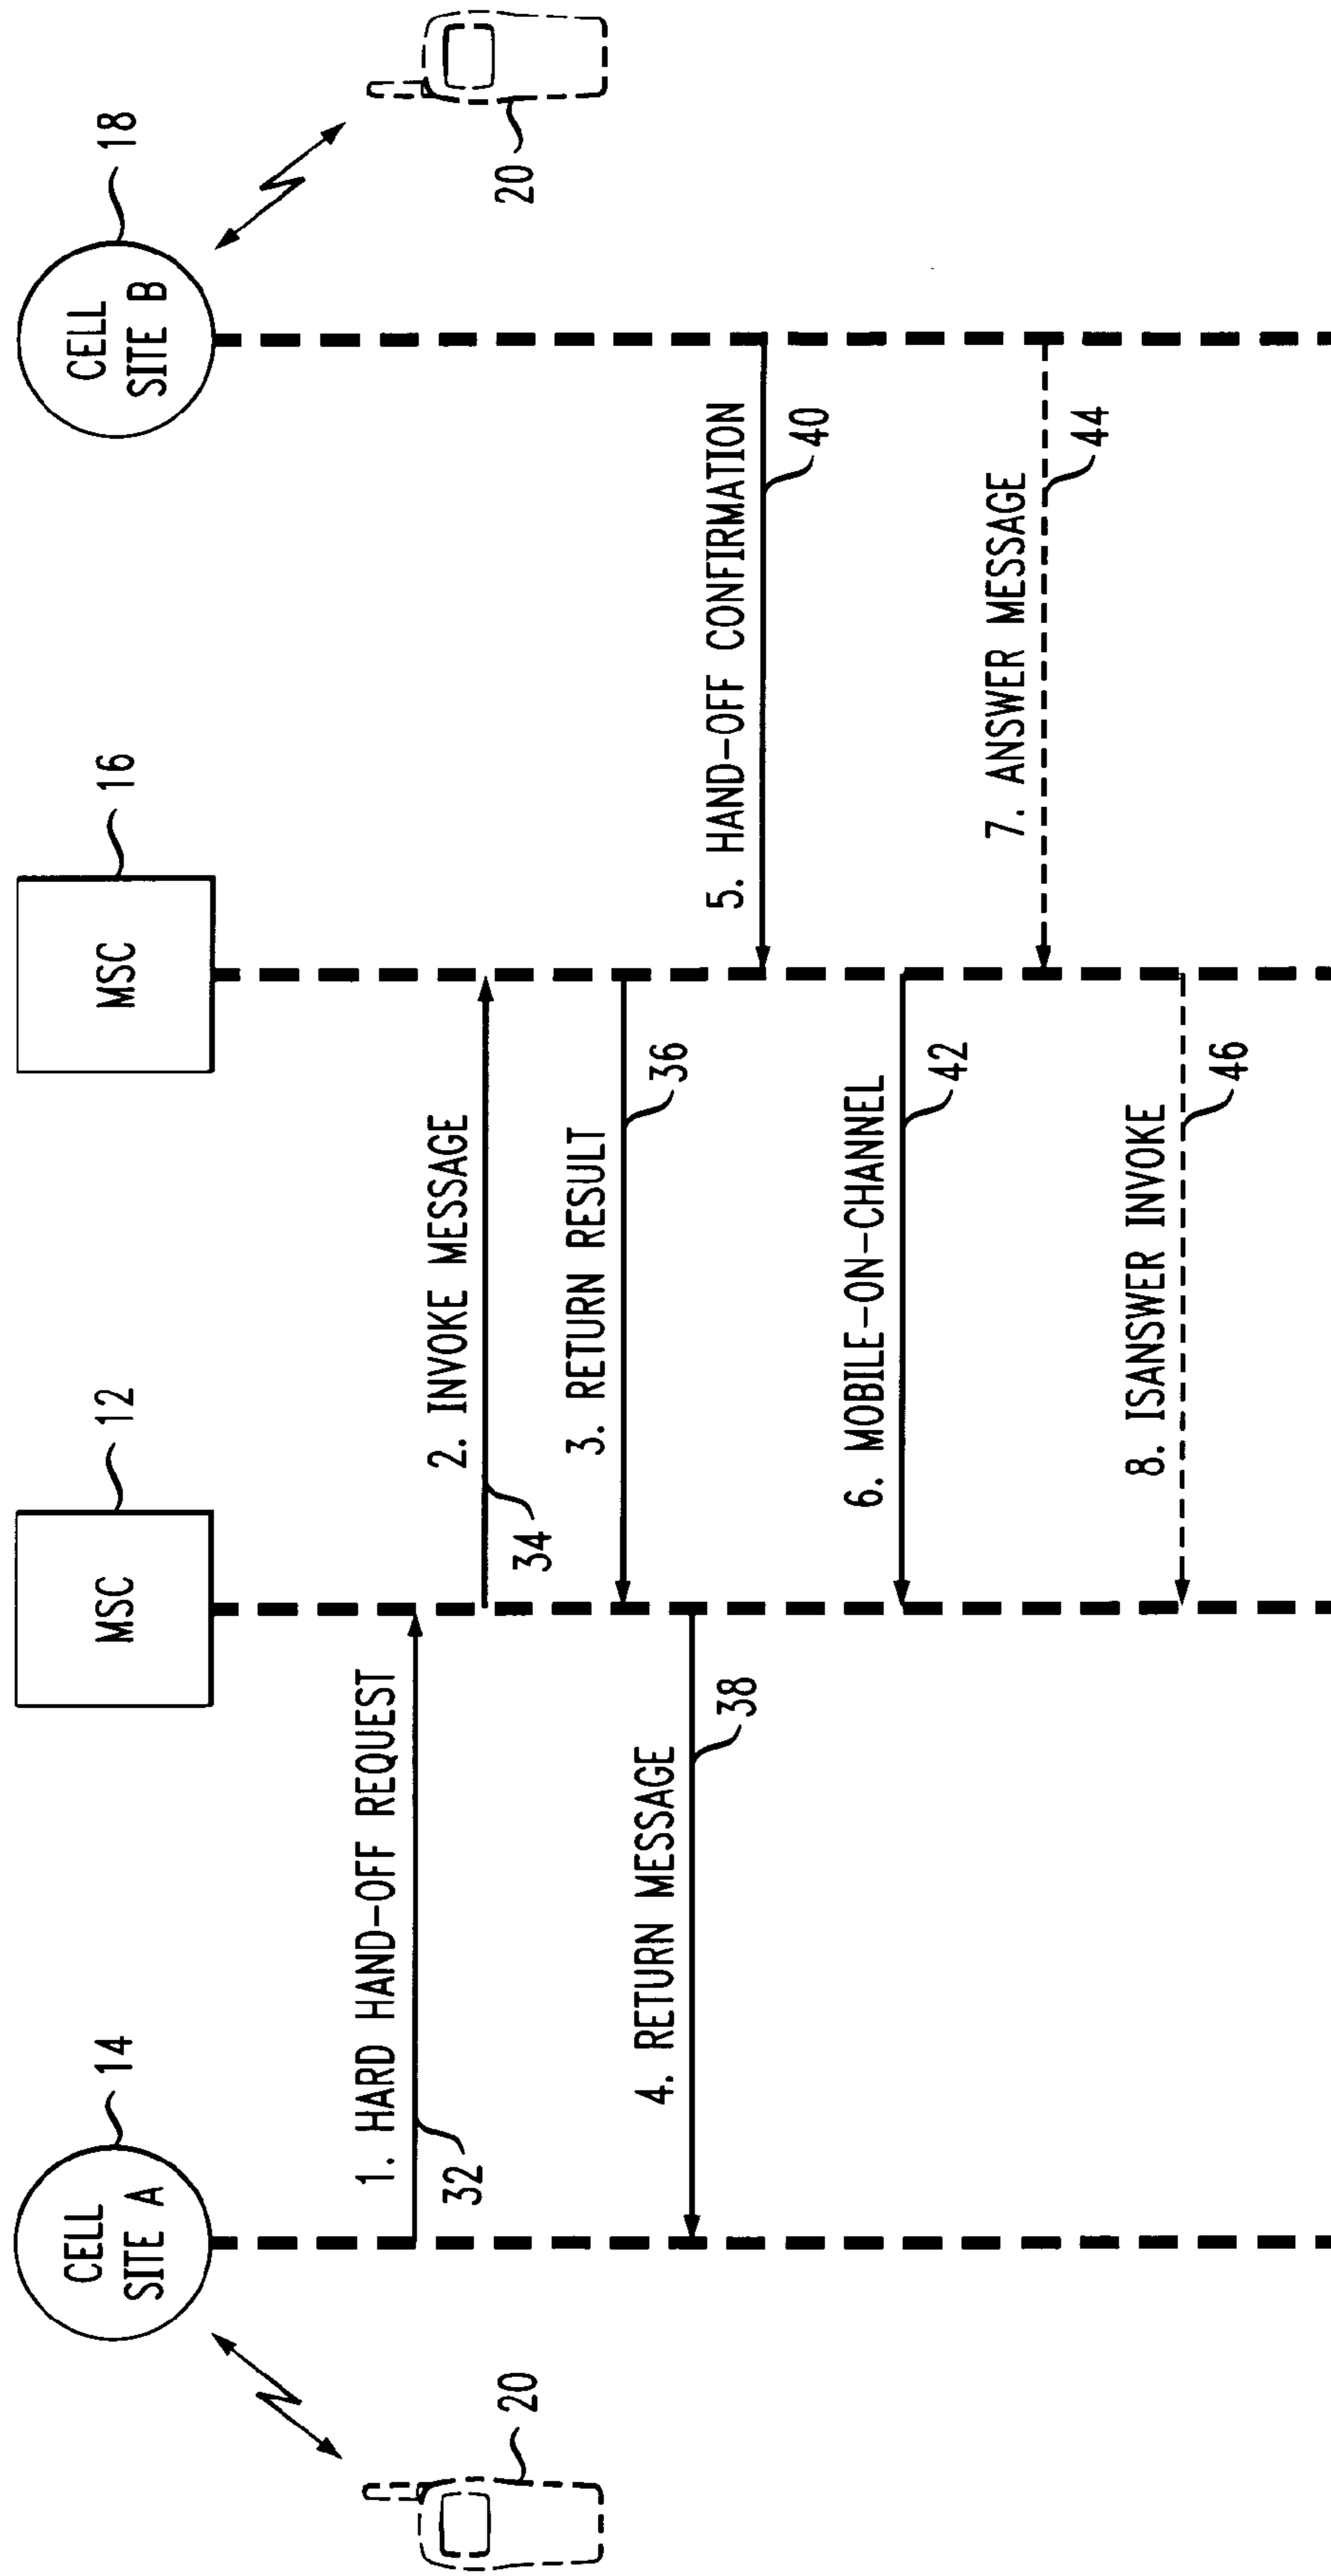 CELL
SITE A
14
MSC
12
MSC
16
CELL
SITE B
18
20
20
1. HARD HAND-OFF REQUEST
32
2. INVOKE MESSAGE
34
3. RETURN RESULT
36
4. RETURN MESSAGE
38
5. HAND-OFF CONFIRMATION
40
6. MOBILE-ON-CHANNEL
42
7. ANSWER MESSAGE
44
8. ISANSWER INVOKE
46